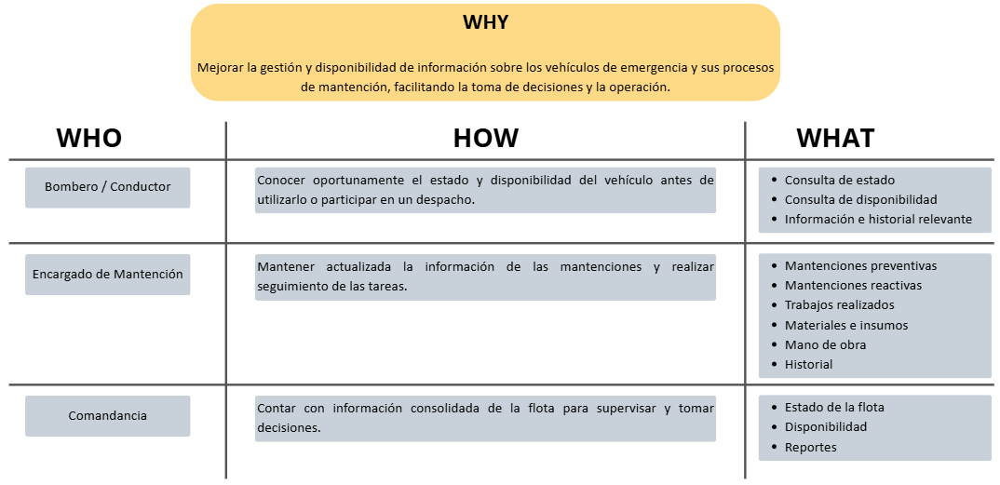 WHY
Mejorar la gestión y disponibilidad de información sobre los vehículos de emergencia y sus procesos
de mantención, facilitando la toma de decisiones y la operación.
WHO
HOW
WHAT
Bombero / Conductor
Conocer oportunamente el estado y disponibilidad del vehículo antes de
utilizarlo o participar en un despacho.
• Consulta de estado
• Consulta de disponibilidad
• Información e historial relevante
Encargado de Mantención
Mantener actualizada la información de las mantenciones y realizar
seguimiento de las tareas.
• Mantenciones preventivas
• Mantenciones reactivas
• Trabajos realizados
• Materiales e insumos
• Mano de obra
• Historial
Comandancia
Contar con información consolidada de la flota para supervisar y tomar
decisiones.
• Estado de la flota
• Disponibilidad
• Reportes